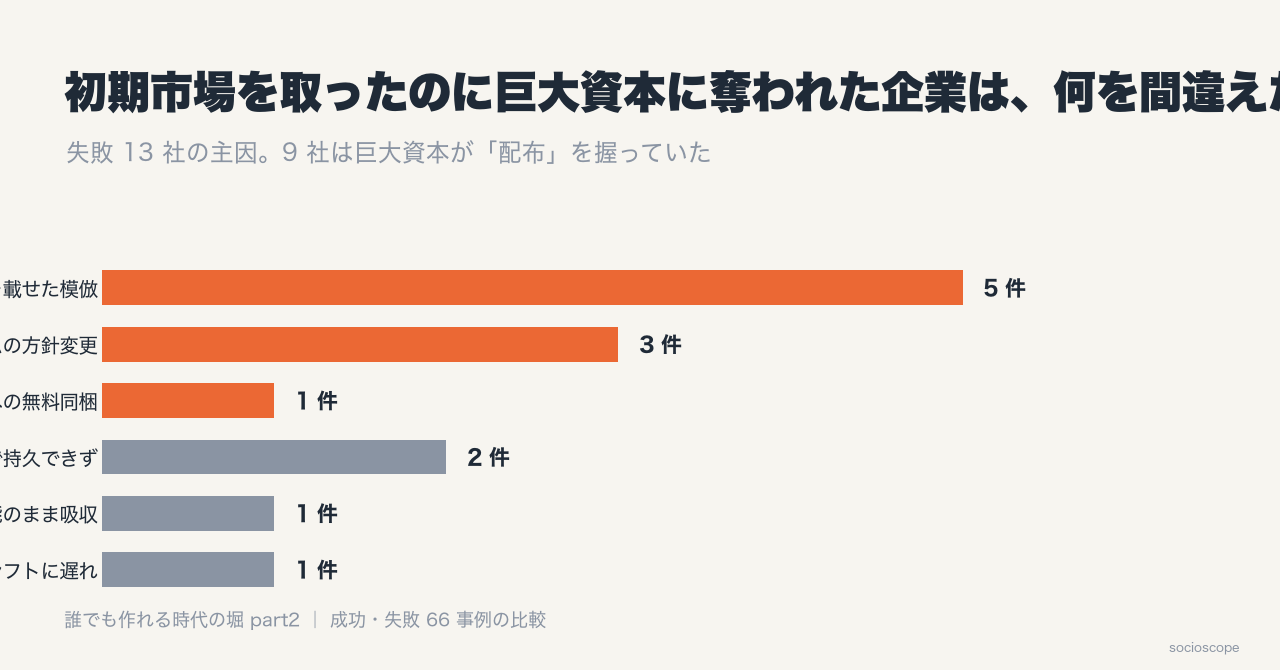 初期市場を取ったのに巨大資本に奪われた企業は、何を間違え
失敗 13 社の主因。9 社は巨大資本が「配布」を握っていた
載せた模倣 5 件
の方針変更 3 件
の無料同梱 1 件
持久できず 2 件
のまま吸収 1 件
フトに遅れ 1 件
誰でも作れる時代の堀 part2 ｜ 成功・失敗 66 事例の比較
socioscope